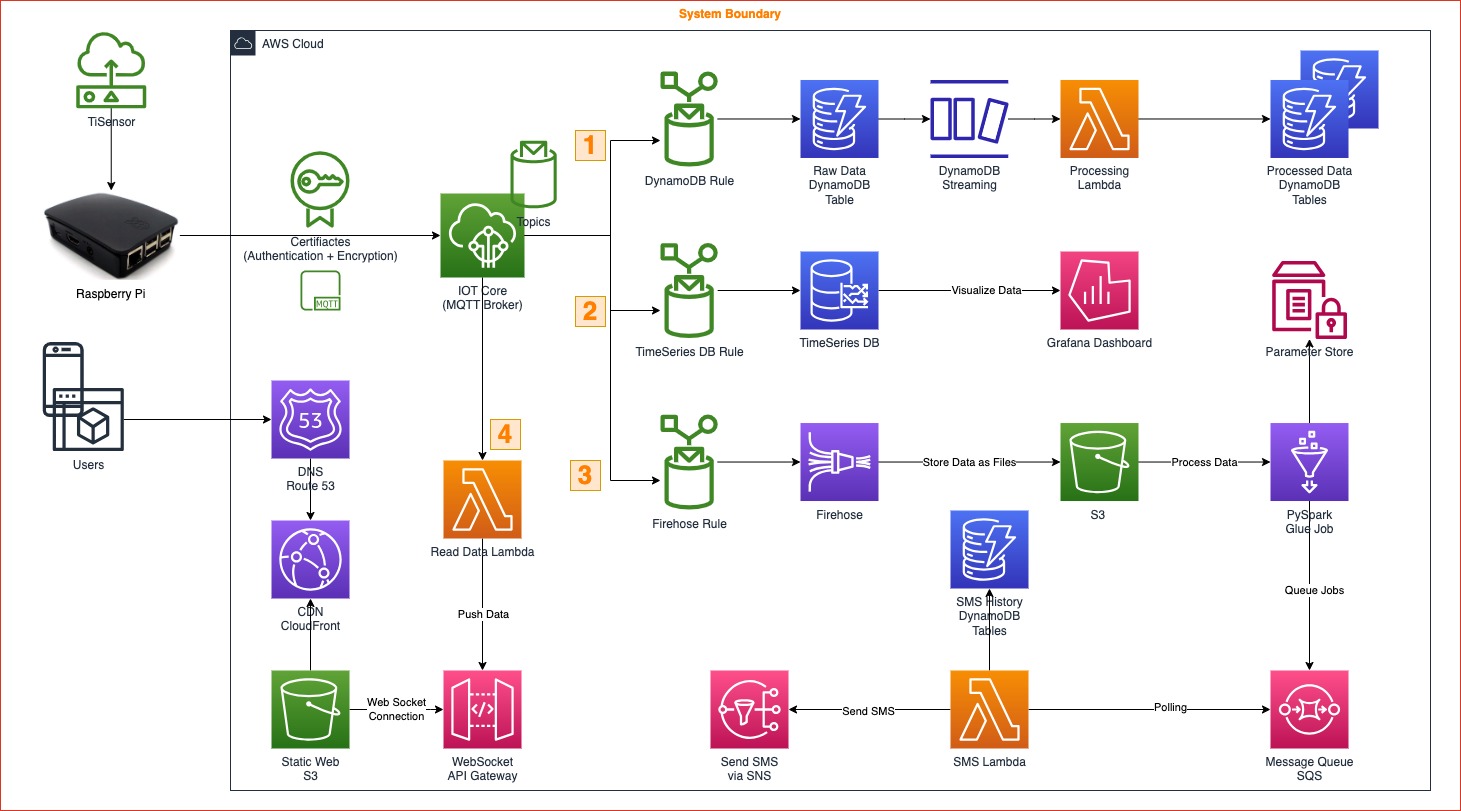 System Boundary
AWS Cloud
TiSensor
Raspberry Pi
Certifiactes
(Authentication + Encryption)
MQTT
Topics
IOT Core
(MQTT Broker)
1
DynamoDB Rule
Raw Data
DynamoDB
Table
DynamoDB
Streaming
Processing
Lambda
Processed Data
DynamoDB
Tables
2
TimeSeries DB Rule
TimeSeries DB
Visualize Data
Grafana Dashboard
Parameter Store
Users
53
DNS
Route 53
4
Read Data Lambda
3
Firehose Rule
Firehose
Store Data as Files
S3
Process Data
PySpark
Glue Job
CDN
CloudFront
Push Data
SMS History
DynamoDB
Tables
Queue Jobs
Static Web
S3
Web Socket
Connection
</>
WebSocket
API Gateway
Send SMS
via SNS
Send SMS
SMS Lambda
Polling
Message Queue
SQS